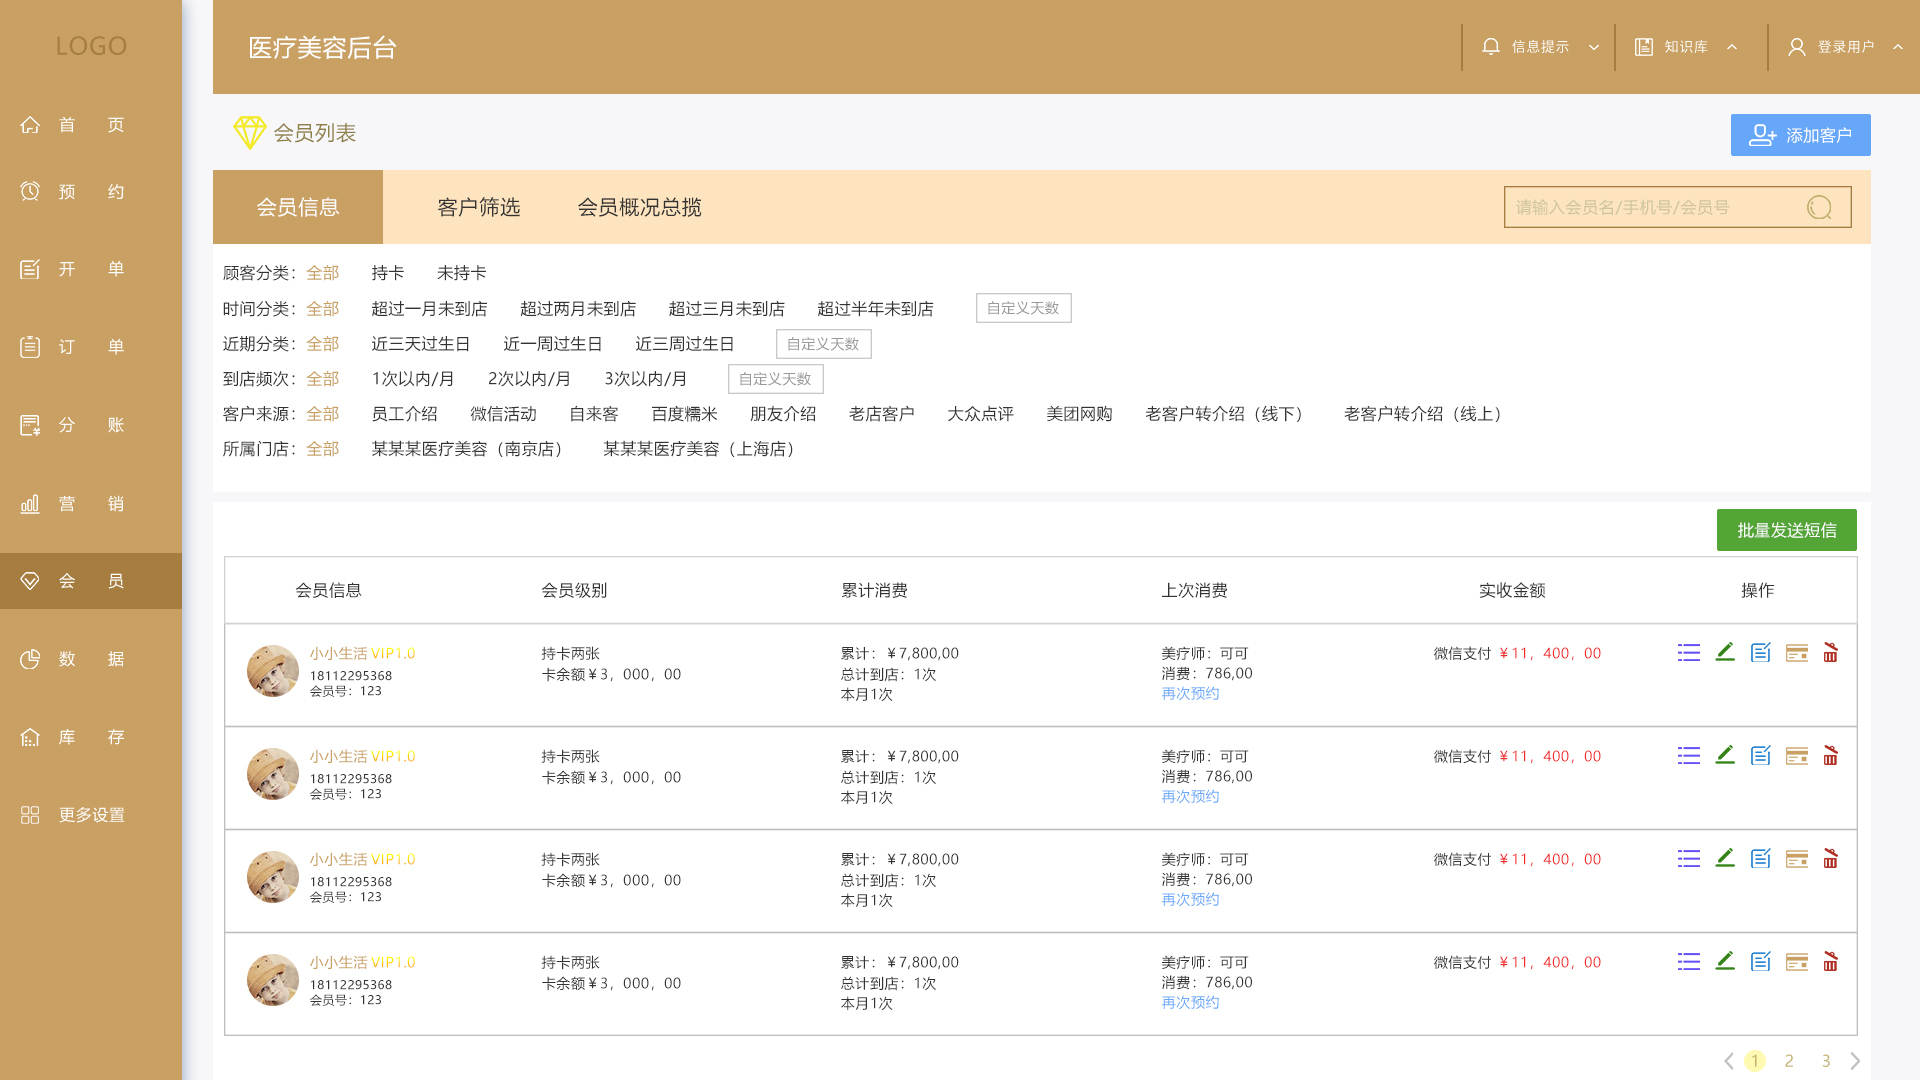 LOGO
首 页
预 约
开 单
订 单
分 账
营 销
会 员
数 据
库 存
更多设置
医疗美容后台
信息提示
知识库
登录用户
会员列表
添加客户
会员信息 客户筛选 会员概况总揽
请输入会员名/手机号/会员号
顾客分类：全部 持卡 未持卡
时间分类：全部 超过一月未到店 超过两月未到店 超过三月未到店 超过半年未到店 自定义天数
近期分类：全部 近三天过生日 近一周过生日 近三周过生日 自定义天数
到店频次：全部 1次以内/月 2次以内/月 3次以内/月 自定义天数
客户来源：全部 员工介绍 微信活动 自来客 百度糯米 朋友介绍 老店客户 大众点评 美团网购 老客户转介绍（线下） 老客户转介绍（线上）
所属门店：全部 某某某医疗美容（南京店） 某某某医疗美容（上海店）
批量发送短信
会员信息 会员级别 累计消费 上次消费 实收金额 操作
小小生活 VIP1.0 持卡两张 累计：￥7,800,00 美疗师：可可 微信支付 ￥11，400，00
18112295368 卡余额￥3，000，00 总计到店：1次 消费：786,00
会员号：123 本月1次 再次预约
小小生活 VIP1.0 持卡两张 累计：￥7,800,00 美疗师：可可 微信支付 ￥11，400，00
18112295368 卡余额￥3，000，00 总计到店：1次 消费：786,00
会员号：123 本月1次 再次预约
小小生活 VIP1.0 持卡两张 累计：￥7,800,00 美疗师：可可 微信支付 ￥11，400，00
18112295368 卡余额￥3，000，00 总计到店：1次 消费：786,00
会员号：123 本月1次 再次预约
小小生活 VIP1.0 持卡两张 累计：￥7,800,00 美疗师：可可 微信支付 ￥11，400，00
18112295368 卡余额￥3，000，00 总计到店：1次 消费：786,00
会员号：123 本月1次 再次预约
1 2 3